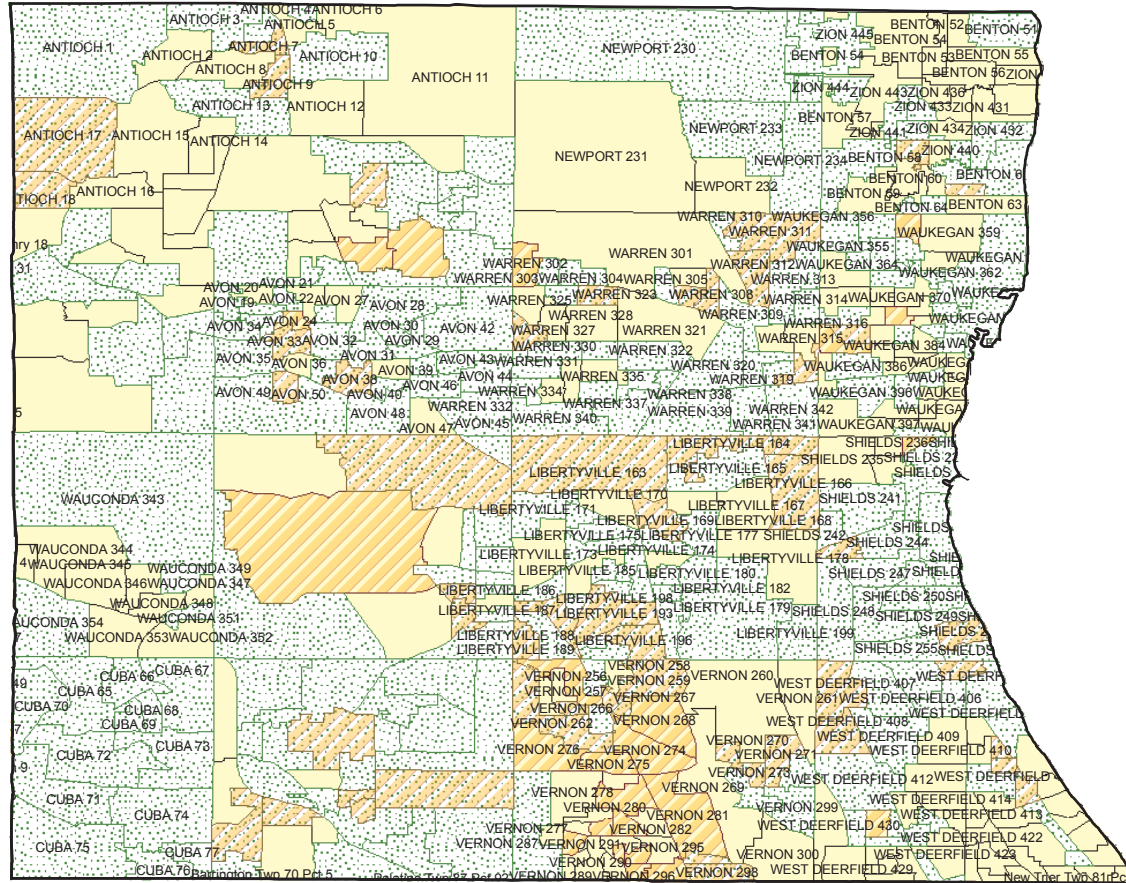 ANTIOCH 3
ANTIOCH 5
ANTIOCH 1
ANTIOCH 2
ANTIOCH 7
ANTIOCH 10
ANTIOCH 8
ANTIOCH 9
ANTIOCH 11
ANTIOCH 13
ANTIOCH 12
ANTIOCH 17
ANTIOCH 15
ANTIOCH 14
ANTIOCH 16
NEWPORT 230
NEWPORT 233
NEWPORT 231
NEWPORT 234
NEWPORT 232
ZION 445
BENTON 52
BENTON 51
BENTON 54
BENTON 54
BENTON 53
BENTON 55
BENTON 56
ZION
ZION 444
ZION 443
ZION 436
ZION 433
ZION 431
BENTON 57
ZION 441
ZION 434
ZION 432
BENTON 58
ZION 440
BENTON 60
BENTON 6
BENTON 59
BENTON 64
BENTON 63
WARREN 310
WAUKEGAN 356
WARREN 311
WAUKEGAN 359
WAUKEGAN 355
WARREN 301
WARREN 302
WARREN 312
WAUKEGAN 364
WAUKEGAN
WAUKEGAN 362
WARREN 303
WARREN 304
WARREN 305
WARREN 313
WARREN 325
WARREN 323
WARREN 308
WARREN 314
WAUKEGAN 370
WARREN 328
WARREN 309
WARREN 316
WAUKEGAN
WARREN 327
WARREN 321
WARREN 315
WAUKEGAN 384
WARREN 330
WARREN 322
WARREN 331
WARREN 320
WAUKEGAN 386
WARREN 335
WARREN 319
WARREN 334
WARREN 338
WAUKEGAN 396
WARREN 332
WARREN 337
WARREN 339
WARREN 342
WARREN 340
WARREN 341
WAUKEGAN 397
AVON 20
AVON 21
AVON 19
AVON 22
AVON 27
AVON 28
AVON 34
AVON 24
AVON 30
AVON 42
AVON 33
AVON 32
AVON 29
AVON 35
AVON 36
AVON 31
AVON 43
AVON 39
AVON 44
AVON 38
AVON 46
AVON 49
AVON 50
AVON 40
AVON 48
AVON 45
AVON 47
LIBERTYVILLE 164
SHIELDS 236
LIBERTYVILLE 163
LIBERTYVILLE 165
SHIELDS 235
LIBERTYVILLE 166
LIBERTYVILLE 170
LIBERTYVILLE 171
LIBERTYVILLE 167
SHIELDS 241
LIBERTYVILLE 169
LIBERTYVILLE 168
LIBERTYVILLE 175
LIBERTYVILLE 177
SHIELDS 242
SHIELDS 244
LIBERTYVILLE 173
LIBERTYVILLE 174
LIBERTYVILLE 178
LIBERTYVILLE 185
LIBERTYVILLE 180
SHIELDS 247
LIBERTYVILLE 186
LIBERTYVILLE 182
LIBERTYVILLE 198
SHIELDS 250
LIBERTYVILLE 187
LIBERTYVILLE 193
LIBERTYVILLE 179
SHIELDS 248
SHIELDS 249
LIBERTYVILLE 188
LIBERTYVILLE 196
LIBERTYVILLE 199
LIBERTYVILLE 189
SHIELDS 255
WAUCONDA 343
WAUCONDA 344
WAUCONDA 345
WAUCONDA 349
WAUCONDA 346
WAUCONDA 347
WAUCONDA 348
WAUCONDA 354
WAUCONDA 351
WAUCONDA 353
WAUCONDA 352
CUBA 67
CUBA 66
CUBA 65
CUBA 70
CUBA 68
CUBA 69
CUBA 73
CUBA 72
CUBA 71
CUBA 74
CUBA 75
CUBA 77
CUBA 76
VERNON 258
VERNON 256
VERNON 259
VERNON 260
VERNON 257
VERNON 267
VERNON 261
VERNON 266
VERNON 262
VERNON 268
VERNON 270
VERNON 276
VERNON 274
VERNON 271
VERNON 275
VERNON 273
VERNON 269
VERNON 278
VERNON 280
VERNON 281
VERNON 299
VERNON 277
VERNON 282
VERNON 287
VERNON 291
VERNON 295
VERNON 290
VERNON 300
VERNON 289
VERNON 296
VERNON 298
WEST DEERFIELD 407
WEST DEERFIELD 406
WEST DEERFIELD 408
WEST DEERFIELD
WEST DEERFIELD 409
WEST DEERFIELD 410
WEST DEERFIELD 412
WEST DEERFIELD
WEST DEERFIELD 414
WEST DEERFIELD 413
WEST DEERFIELD 430
WEST DEERFIELD 422
WEST DEERFIELD 423
WEST DEERFIELD 429
Barrington Twp 70 Pct 5